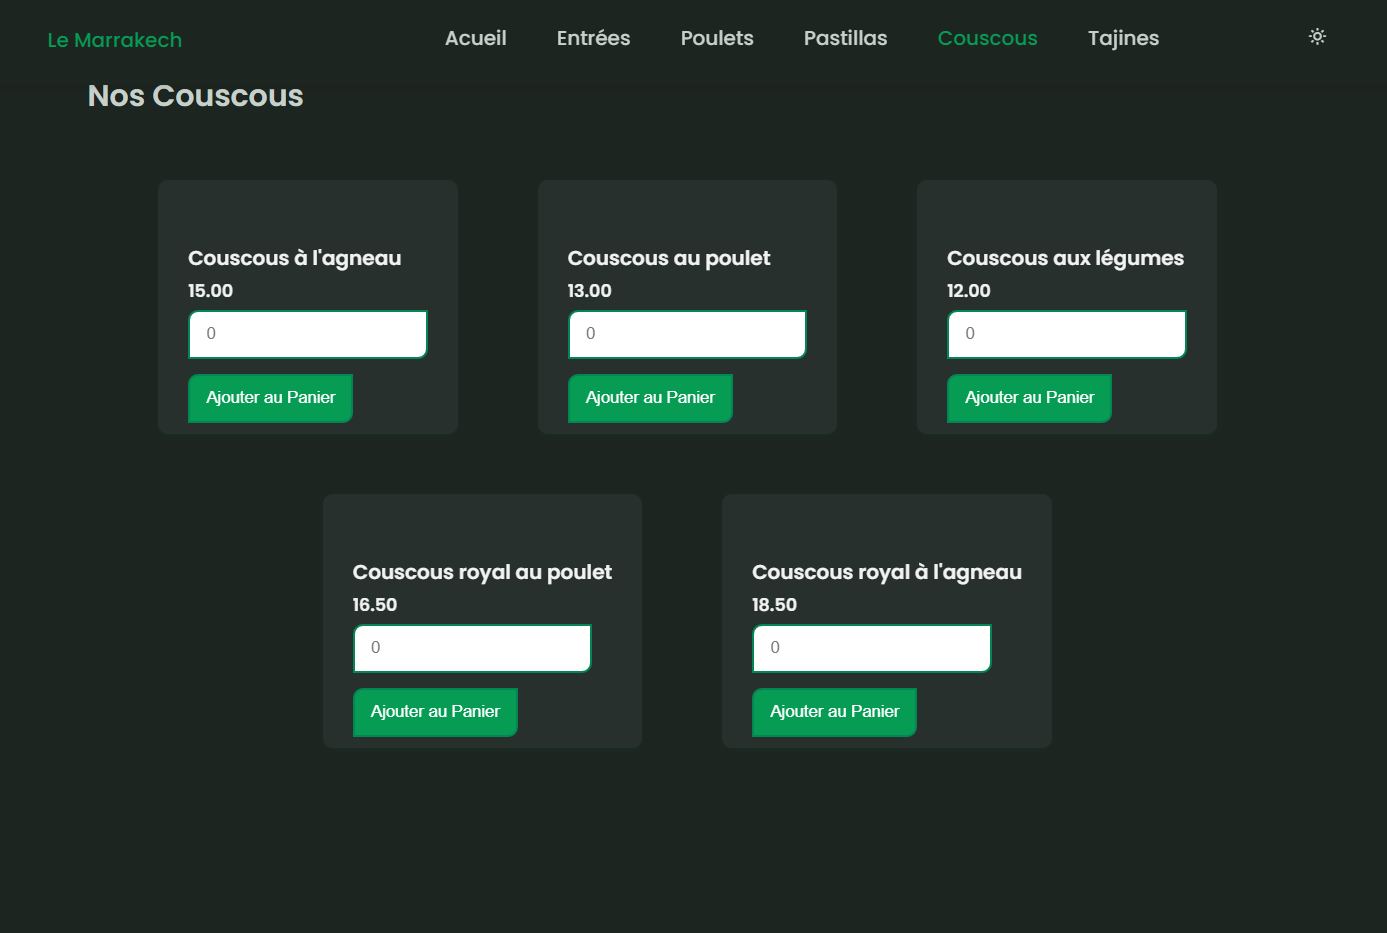 Le Marrakech
Acueil Entrées Poulets Pastillas Couscous Tajines
Nos Couscous
Couscous à l'agneau
15.00
0
Ajouter au Panier
Couscous au poulet
13.00
0
Ajouter au Panier
Couscous aux légumes
12.00
0
Ajouter au Panier
Couscous royal au poulet
16.50
0
Ajouter au Panier
Couscous royal à l'agneau
18.50
0
Ajouter au Panier